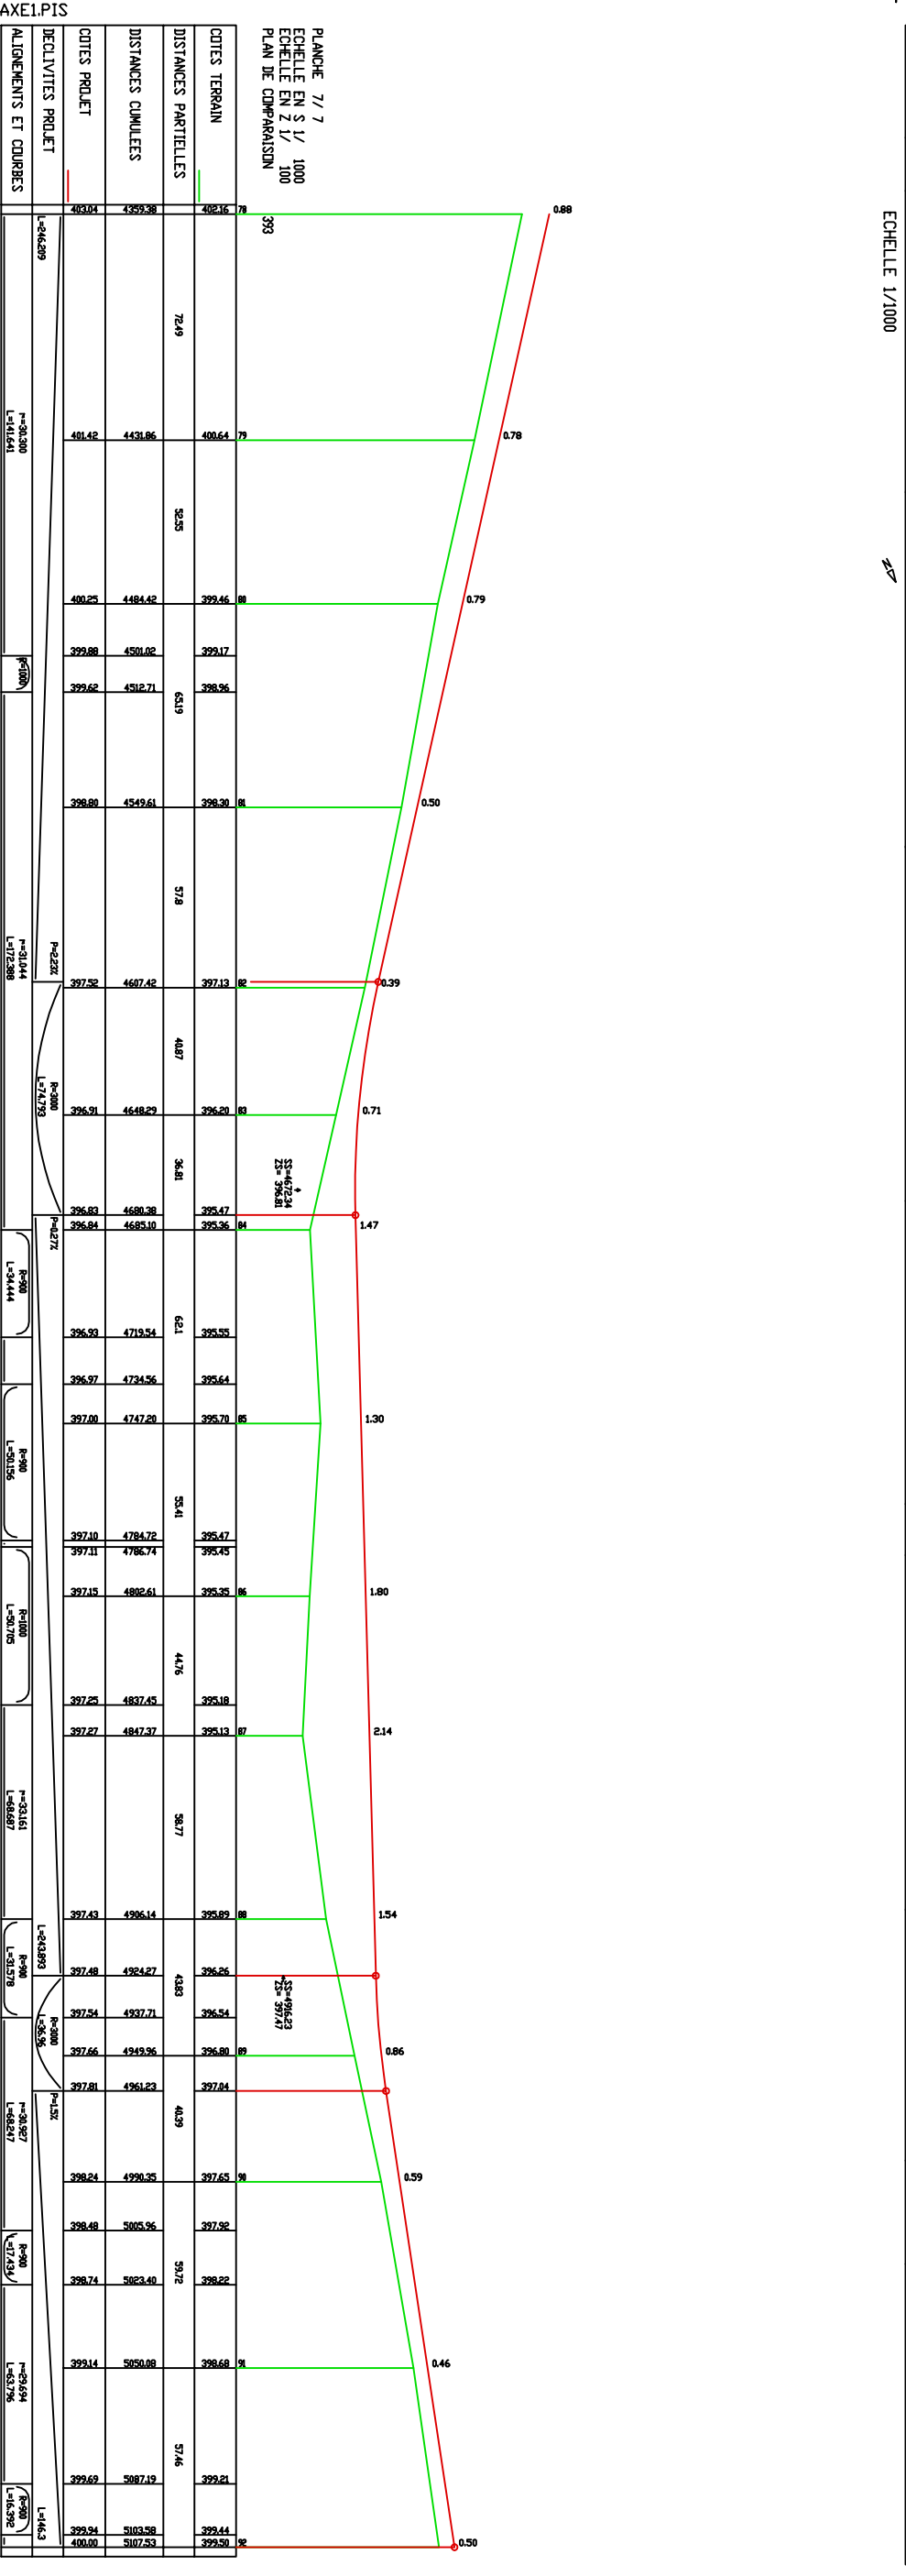 AXE1.PIS
ECHELLE 1/1000
N
PLANCHE 7/ 7
ECHELLE EN S 1/ 1000
ECHELLE EN Z 1/ 100
PLAN DE COMPARAISON 393
0.88 0.78 0.79 0.50 0.39 0.71 1.47 1.30 1.80 2.14 1.54 0.86 0.59 0.46 0.50
SS=4672.34
ZS= 396.81
SS=4916.23
ZS= 397.47
78 79 80 81 82 83 84 85 86 87 88 89 90 91 92
COTES TERRAIN
402.16 400.64 399.46 399.17 398.96 398.30 397.13 396.20 395.47 395.36 395.55 395.64 395.70 395.47 395.45 395.35 395.18 395.13 395.89 396.26 396.54 396.80 397.04 397.65 397.92 398.22 398.68 399.21 399.44 399.50
DISTANCES PARTIELLES
72.49 52.55 65.19 57.8 40.87 36.81 62.1 55.41 44.76 58.77 43.83 40.39 59.72 57.46
DISTANCES CUMULEES
4359.38 4431.86 4484.42 4501.02 4512.71 4549.61 4607.42 4648.29 4680.38 4685.10 4719.54 4734.56 4747.20 4784.72 4786.74 4802.61 4837.45 4847.37 4906.14 4924.27 4937.71 4949.96 4961.23 4990.35 5005.96 5023.40 5050.08 5087.19 5103.58 5107.53
COTES PROJET
403.04 401.42 400.25 399.88 399.62 398.80 397.52 396.91 396.83 396.84 396.93 396.97 397.00 397.10 397.11 397.15 397.25 397.27 397.43 397.48 397.54 397.66 397.81 398.24 398.48 398.74 399.14 399.69 399.94 400.00
DECLIVITES PROJET
L=246.209 P=2.23%
R=3000
L=74.793
P=0.27% L=243.893
R=3000
L=36.96
P=1.5% L=146.3
ALIGNEMENTS ET COURBES
r=30.300
L=141.641
R=1000
r=31.044
L=172.388
R=900
L=34.444
R=900
L=50.156
R=1000
L=50.705
r=33.161
L=68.687
R=900
L=31.578
r=30.927
L=68.247
R=900
L=17.434
r=29.694
L=63.796
R=900
L=16.392